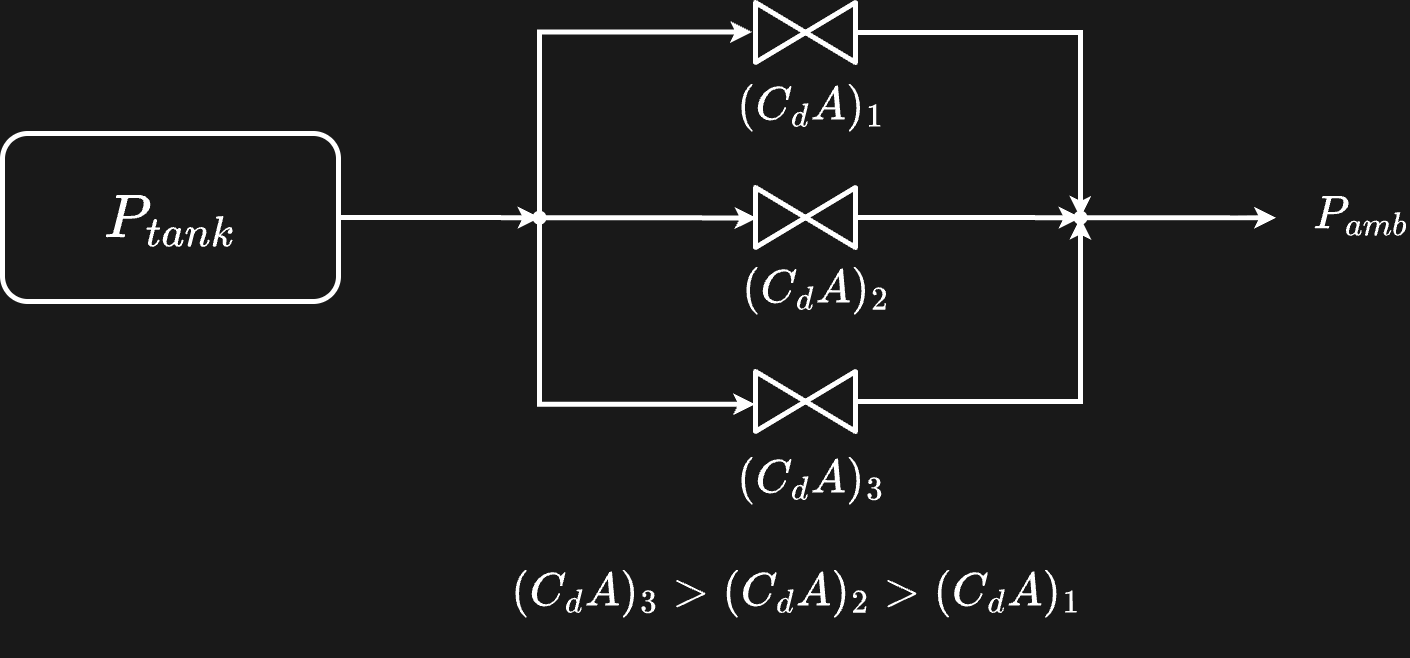 (C_dA)_1
P_tank
P_amb
(C_dA)_2
(C_dA)_3
(C_dA)_3 > (C_dA)_2 > (C_dA)_1